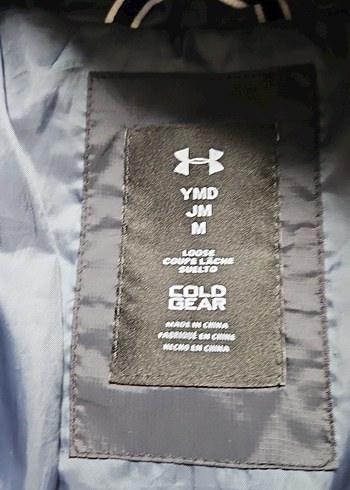 YMD
JM
M
LOOSE
COUPE LÂCHE
SUELTO
COLD
GEAR
MADE IN CHINA
FABRIQUÉ EN CHINE
HECHO EN CHINA